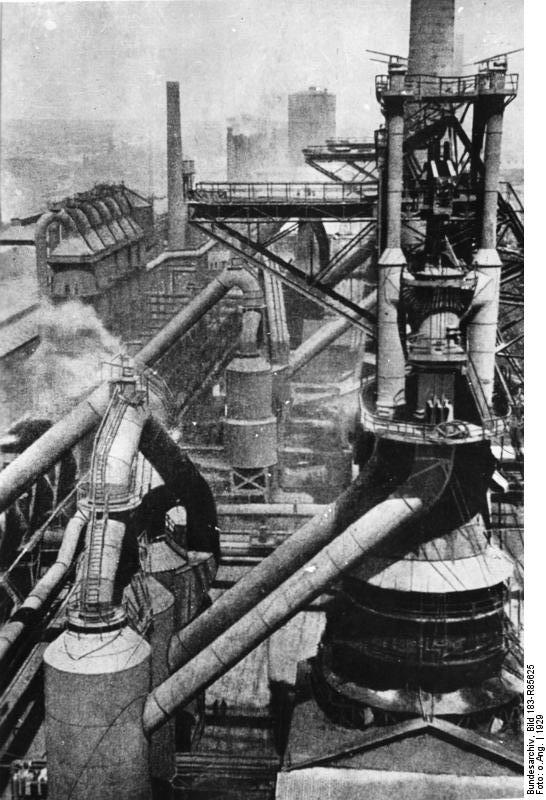 Bundesarchiv, Bild 183-R85625
Foto: o.Ang. | 1929